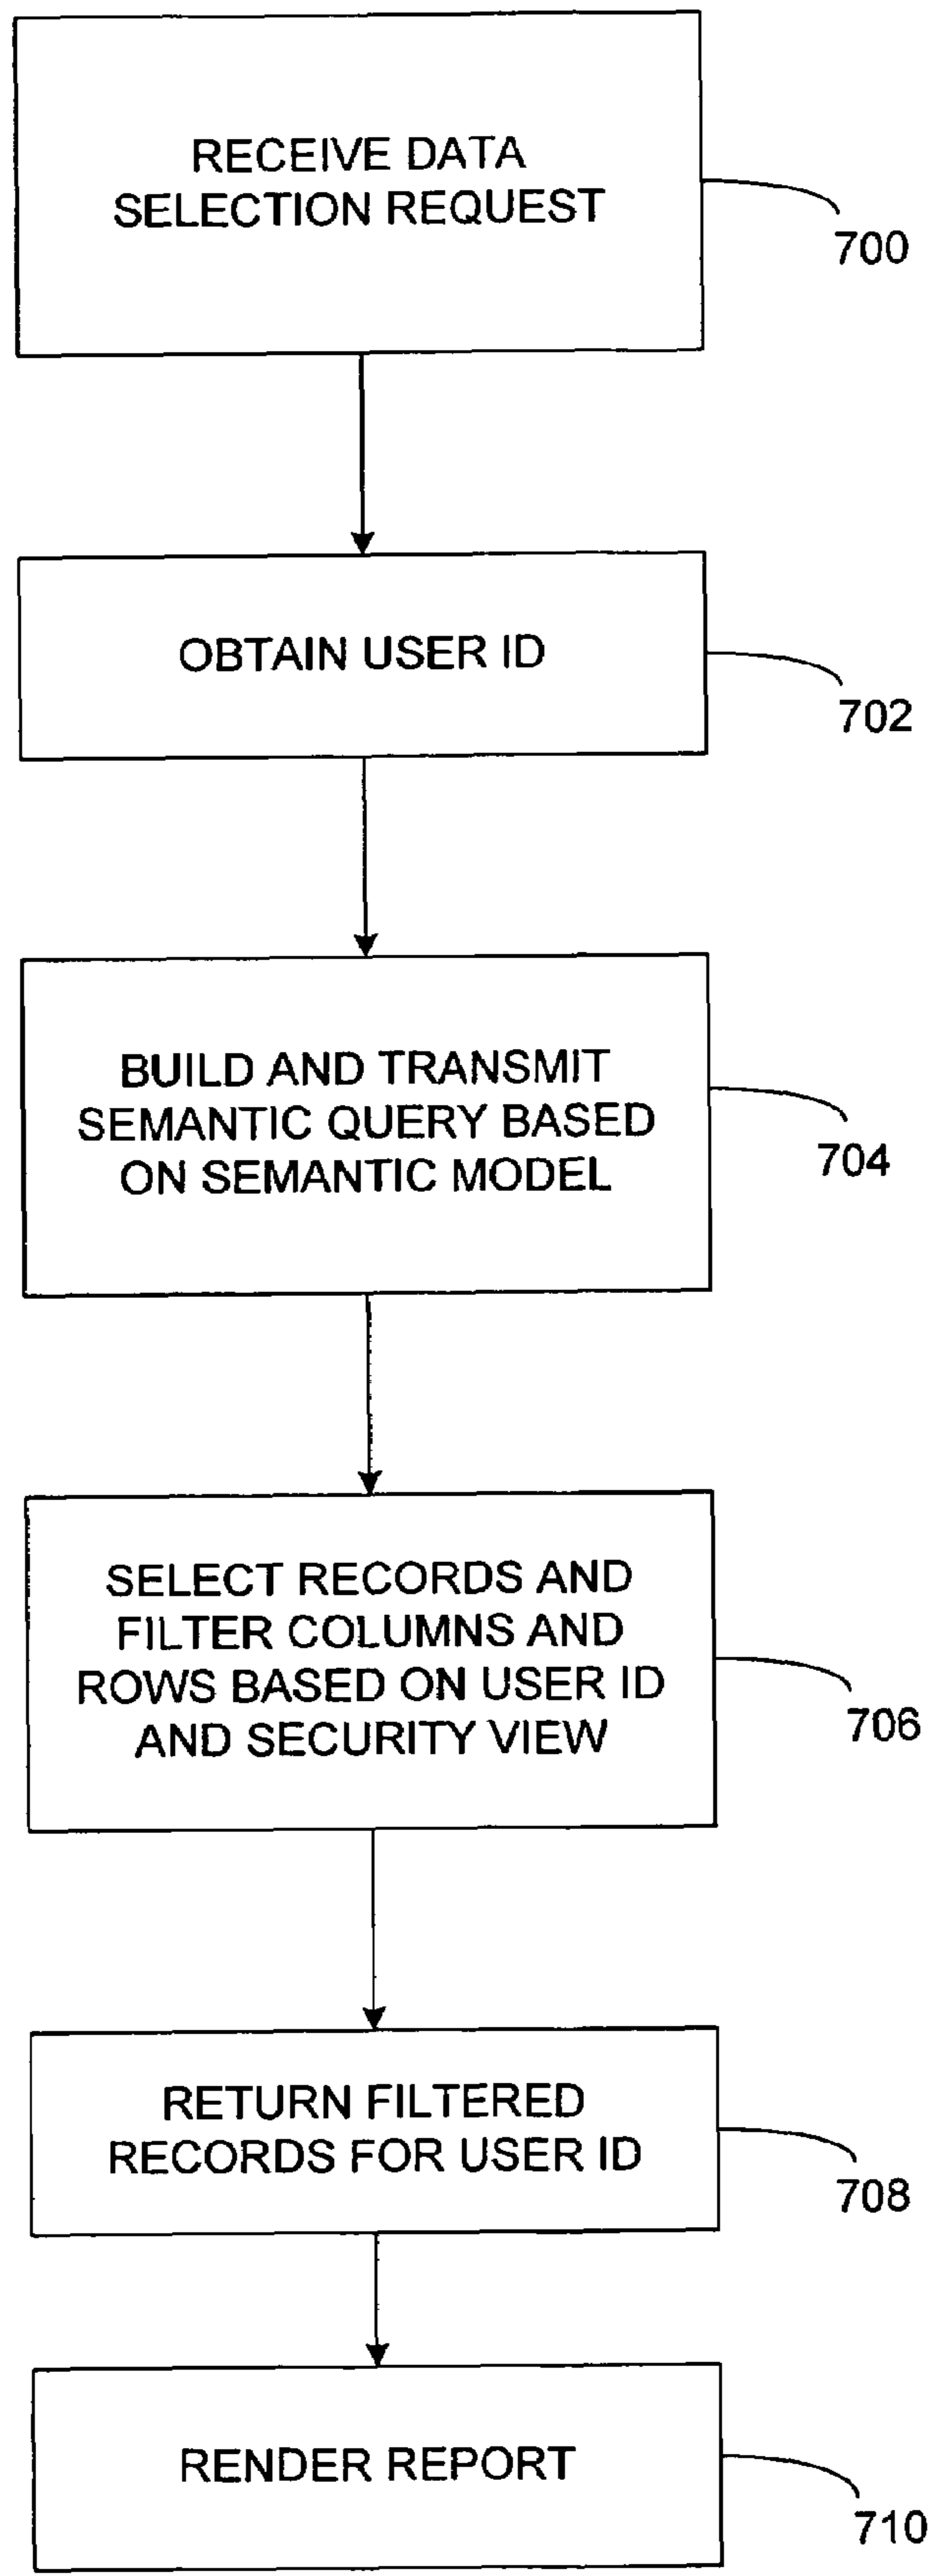 RECEIVE DATA
SELECTION REQUEST
700
OBTAIN USER ID
702
BUILD AND TRANSMIT
SEMANTIC QUERY BASED
ON SEMANTIC MODEL
704
SELECT RECORDS AND
FILTER COLUMNS AND
ROWS BASED ON USER ID
AND SECURITY VIEW
706
RETURN FILTERED
RECORDS FOR USER ID
708
RENDER REPORT
710